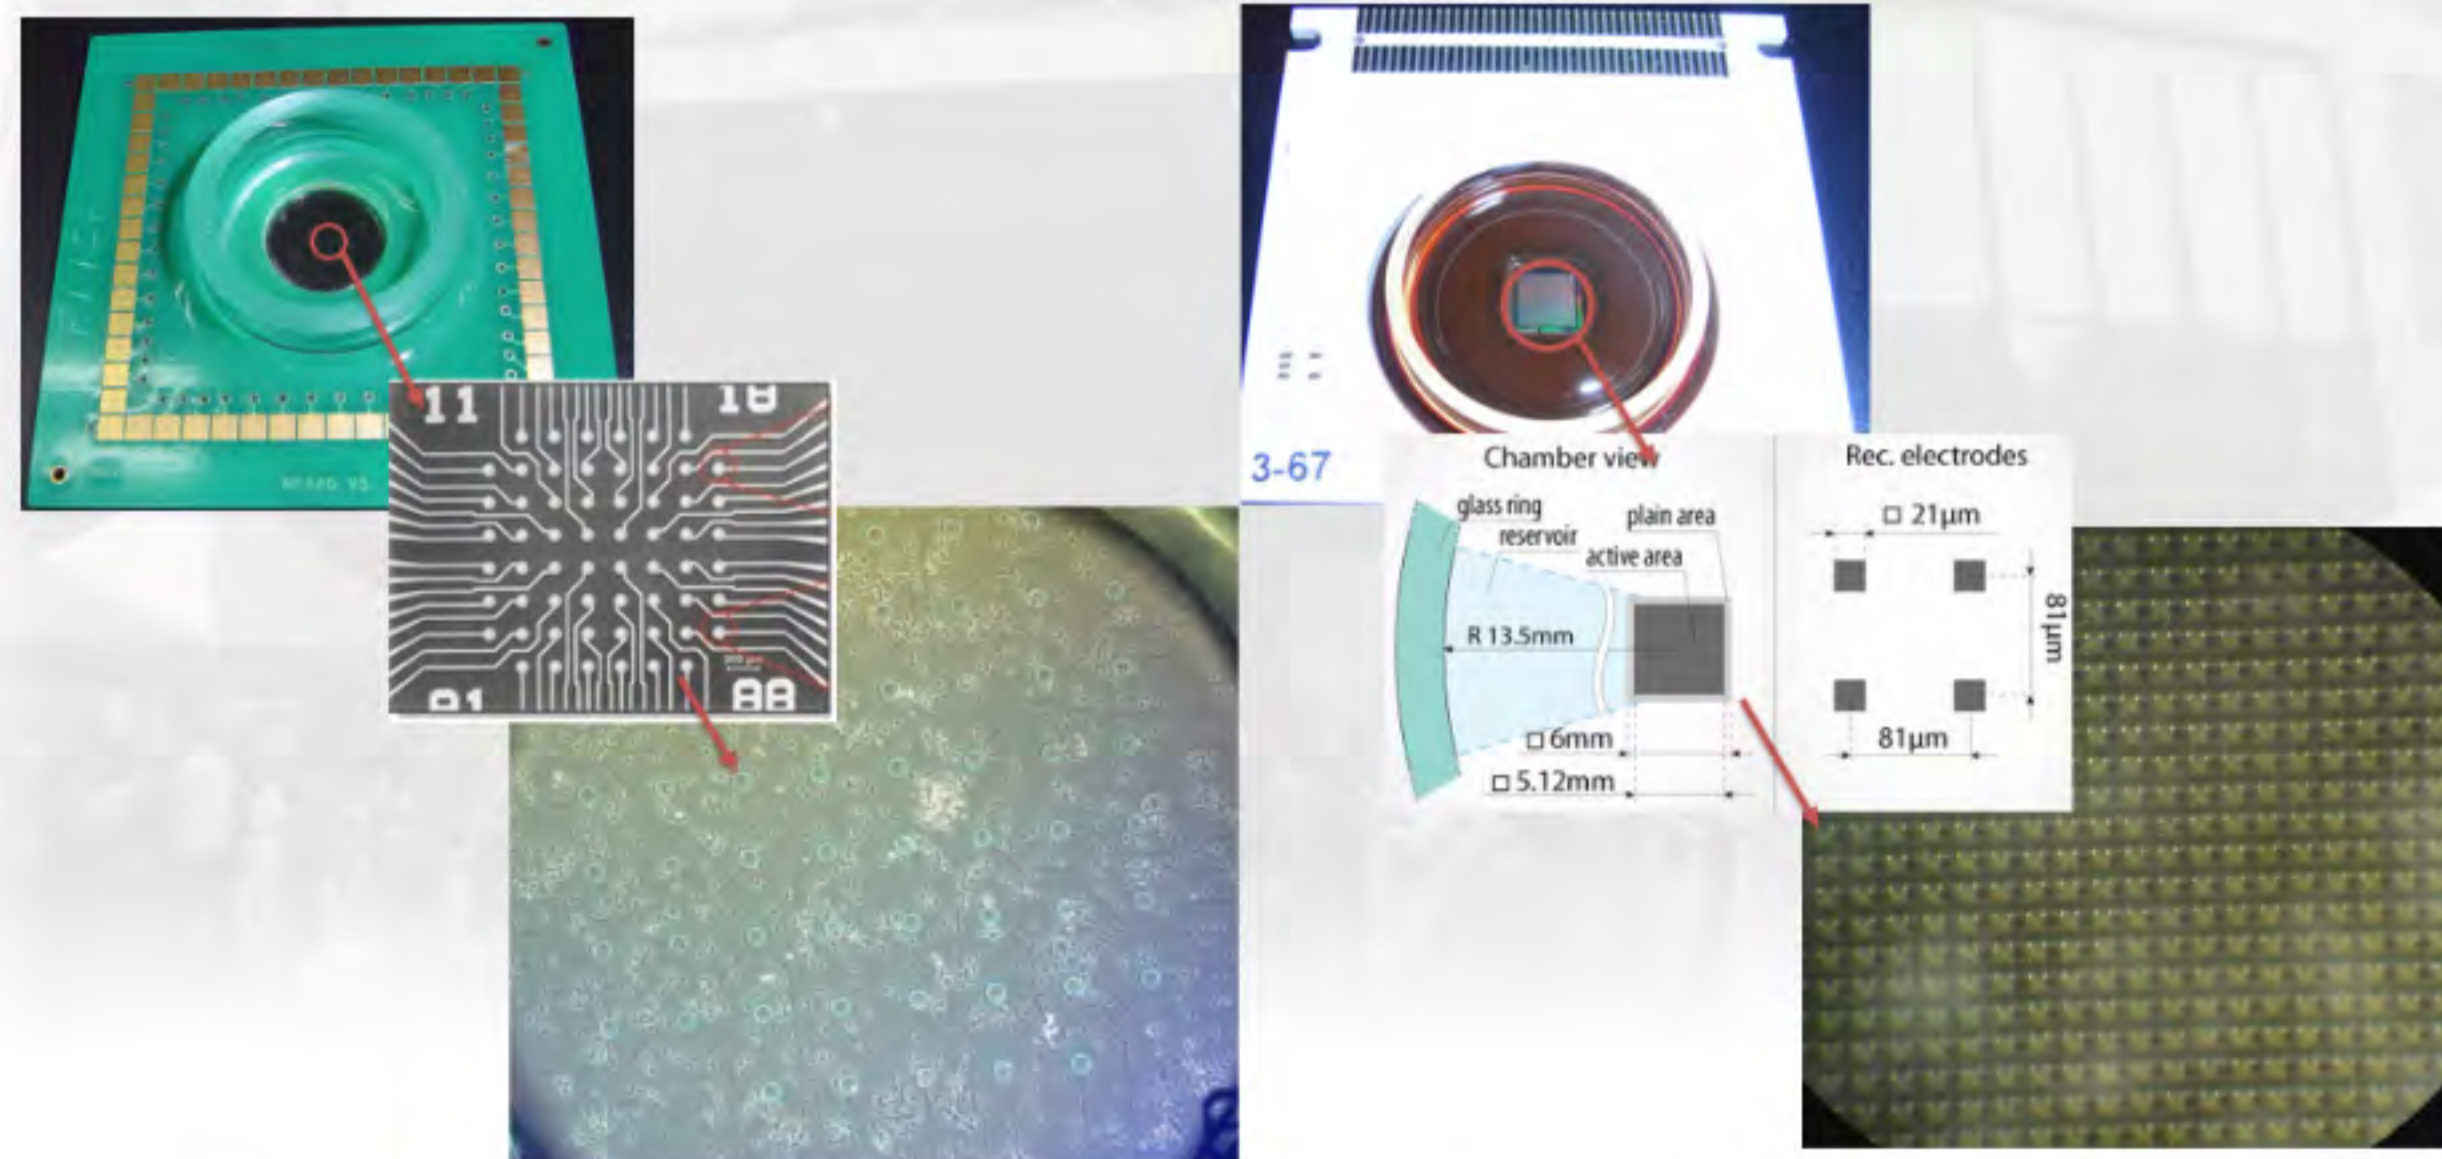 11
18
88
3-67
Chamber view
glass ring
reservoir
plain area
active area
R 13.5mm
□ 6mm
□ 5.12mm
Rec. electrodes
□ 21µm
81µm
81µm